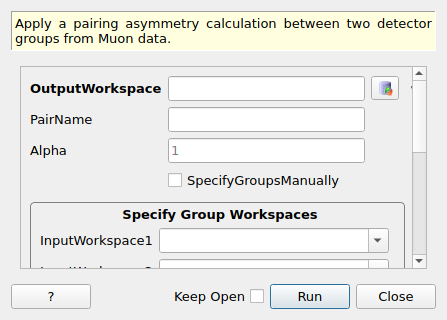 Apply a pairing asymmetry calculation between two detector
groups from Muon data.
OutputWorkspace
PairName
Alpha 1
SpecifyGroupsManually
Specify Group Workspaces
InputWorkspace1
? Keep Open Run Close